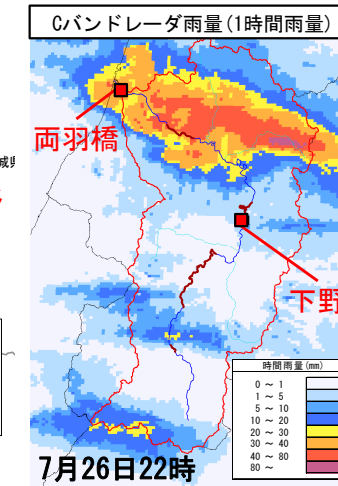 Cバンドレーダ雨量(1時間雨量)
両羽橋
城県
下野
時間雨量(mm)
0 ～ 1
1 ～ 5
5 ～ 10
10 ～ 20
20 ～ 30
30 ～ 40
40 ～ 80
80 ～
7月26日22時